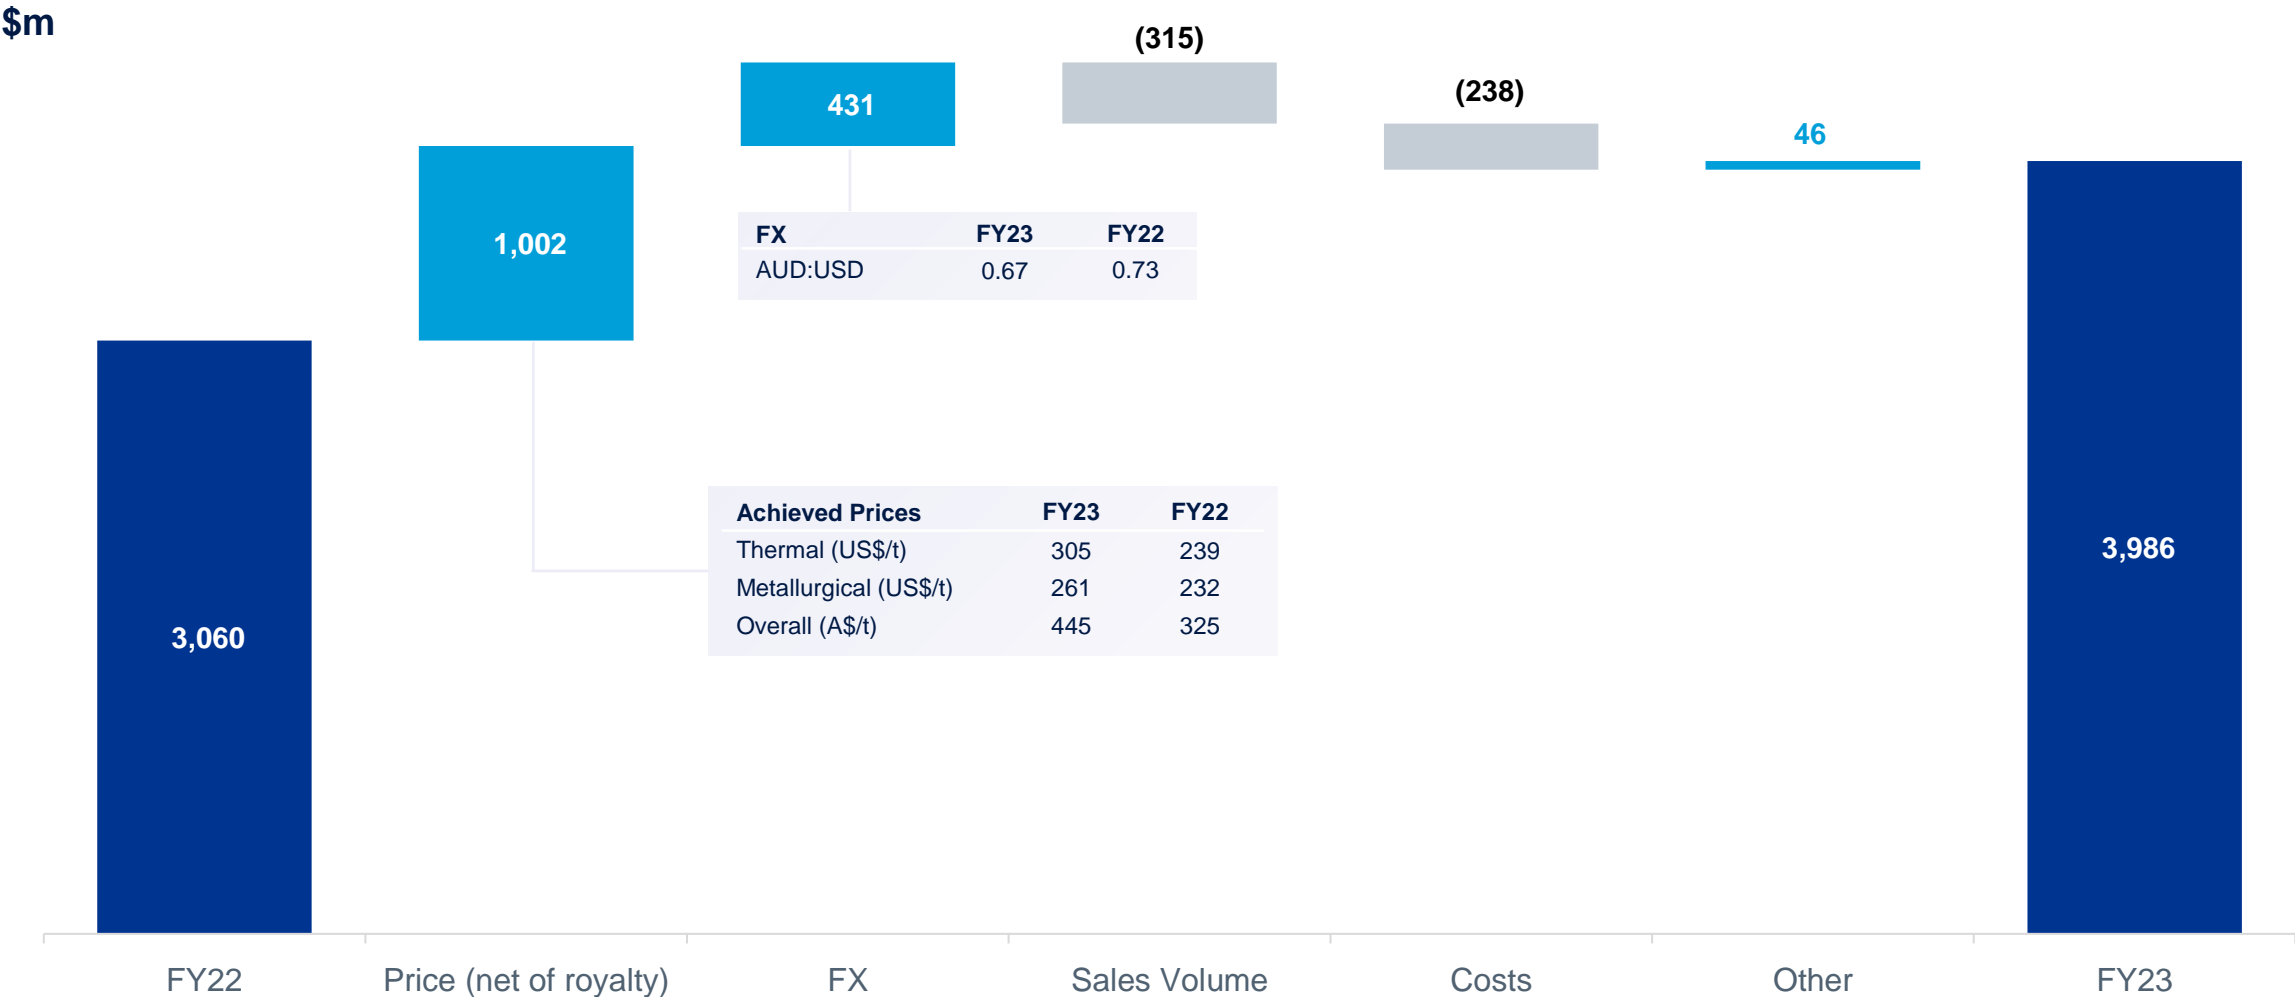 $m
(315)
431
(238)
46
1,002
FX FY23 FY22
AUD:USD 0.67 0.73
Achieved Prices FY23 FY22
Thermal (US$/t) 305 239
Metallurgical (US$/t) 261 232
Overall (A$/t) 445 325
3,060
3,986
FY22 Price (net of royalty) FX Sales Volume Costs Other FY23